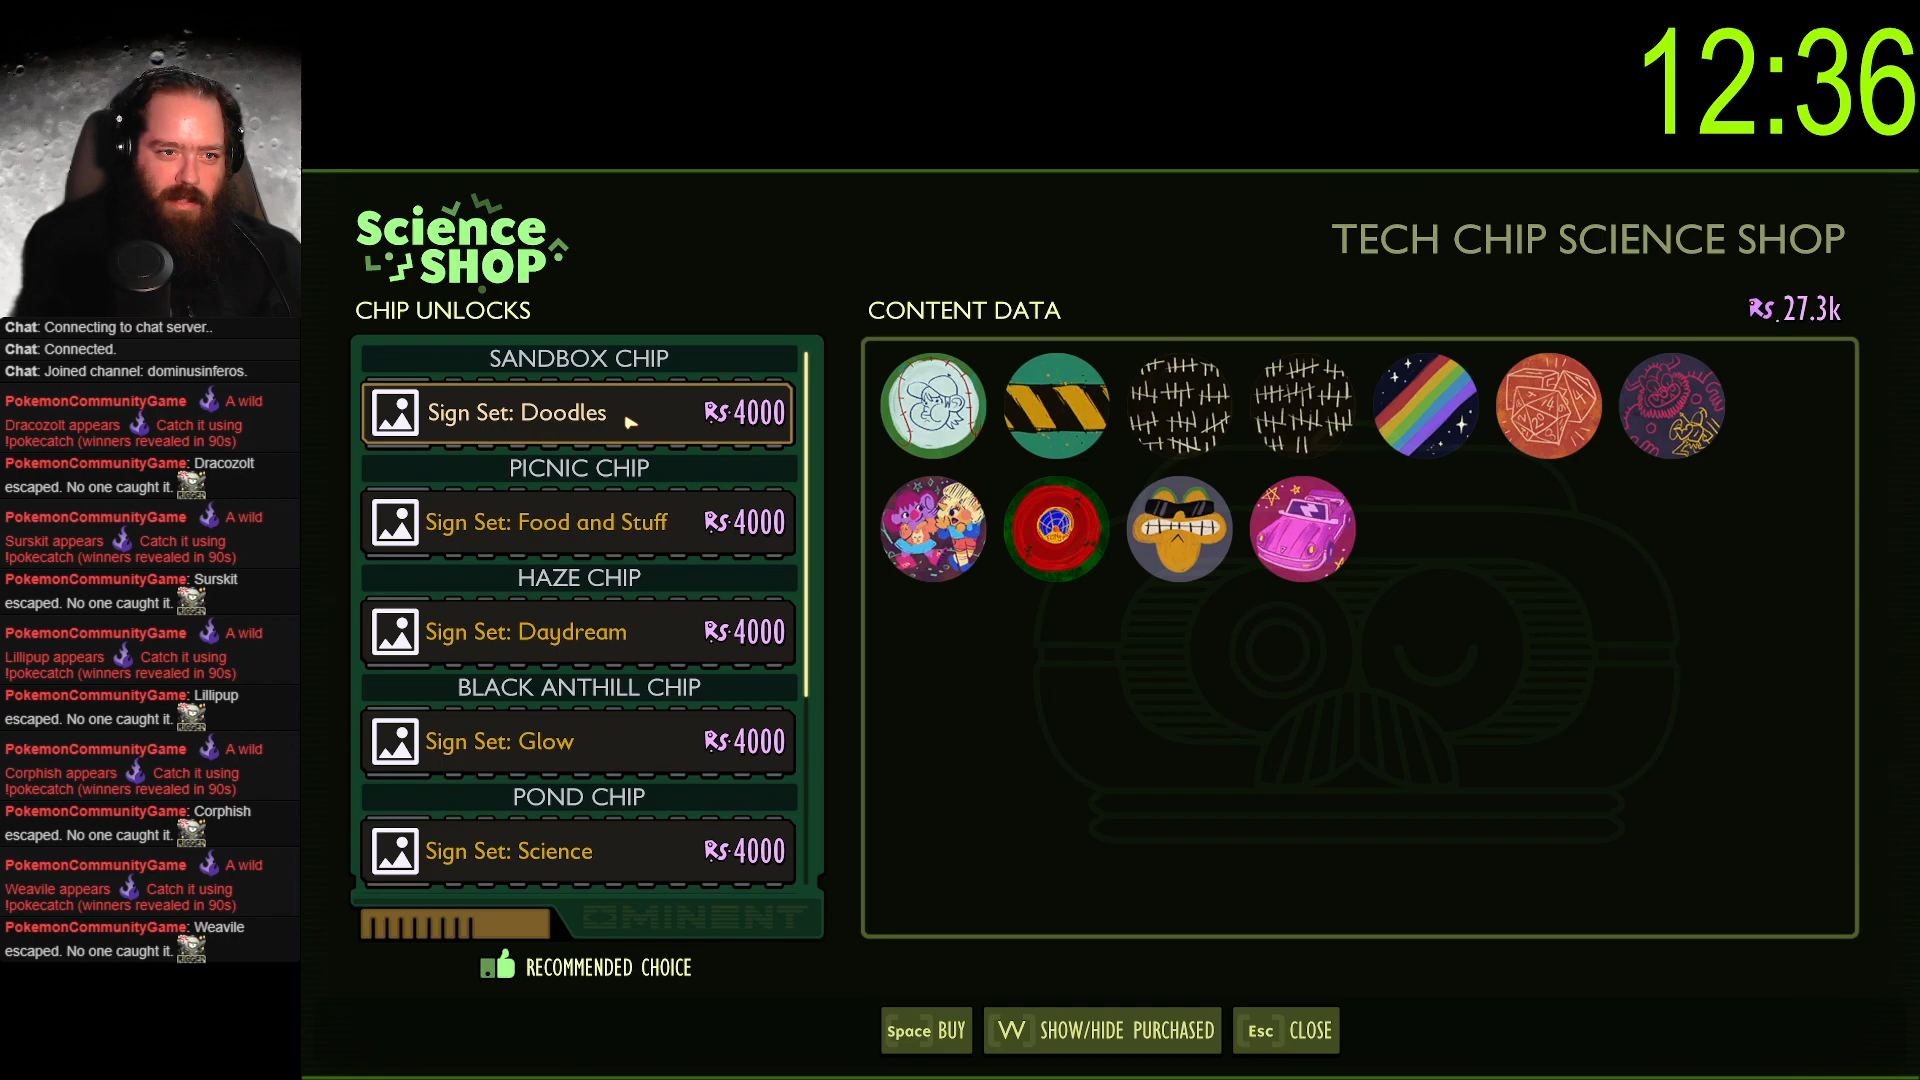 12:36
Science
SHOP
TECH CHIP SCIENCE SHOP
CHIP UNLOCKS
CONTENT DATA
Rs. 27.3k
SANDBOX CHIP
Sign Set: Doodles
Rs. 4000
PICNIC CHIP
Sign Set: Food and Stuff
Rs. 4000
HAZE CHIP
Sign Set: Daydream
Rs. 4000
BLACK ANTHILL CHIP
Sign Set: Glow
Rs. 4000
POND CHIP
Sign Set: Science
Rs. 4000
OMINENT
RECOMMENDED CHOICE
Space BUY
W SHOW/HIDE PURCHASED
Esc CLOSE
Chat: Connecting to chat server..
Chat: Connected.
Chat: Joined channel: dominusinferos.
PokemonCommunityGame A wild
Dracozolt appears Catch it using
!pokecatch (winners revealed in 90s)
PokemonCommunityGame: Dracozolt
escaped. No one caught it.
PokemonCommunityGame A wild
Surskit appears Catch it using
!pokecatch (winners revealed in 90s)
PokemonCommunityGame: Surskit
escaped. No one caught it.
PokemonCommunityGame A wild
Lillipup appears Catch it using
!pokecatch (winners revealed in 90s)
PokemonCommunityGame: Lillipup
escaped. No one caught it.
PokemonCommunityGame A wild
Corphish appears Catch it using
!pokecatch (winners revealed in 90s)
PokemonCommunityGame: Corphish
escaped. No one caught it.
PokemonCommunityGame A wild
Weavile appears Catch it using
!pokecatch (winners revealed in 90s)
PokemonCommunityGame: Weavile
escaped. No one caught it.